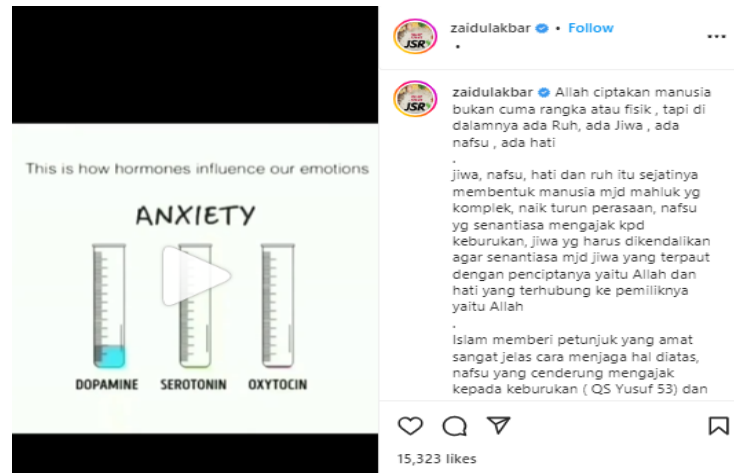 This is how hormones influence our emotions
ANXIETY
DOPAMINE SEROTONIN OXYTOCIN
zaidulakbar • Follow
•
JSR
zaidulakbar Allah ciptakan manusia
bukan cuma rangka atau fisik , tapi di
dalamnya ada Ruh, ada Jiwa , ada
nafsu , ada hati
.
jiwa, nafsu, hati dan ruh itu sejatinya
membentuk manusia mjd mahluk yg
komplek, naik turun perasaan, nafsu
yg senantiasa mengajak kpd
keburukan, jiwa yg harus dikendalikan
agar senantiasa mjd jiwa yang terpaut
dengan penciptanya yaitu Allah dan
hati yang terhubung ke pemiliknya
yaitu Allah
.
Islam memberi petunjuk yang amat
sangat jelas cara menjaga hal diatas,
nafsu yang cenderung mengajak
kepada keburukan ( QS Yusuf 53) dan
JSR
15,323 likes